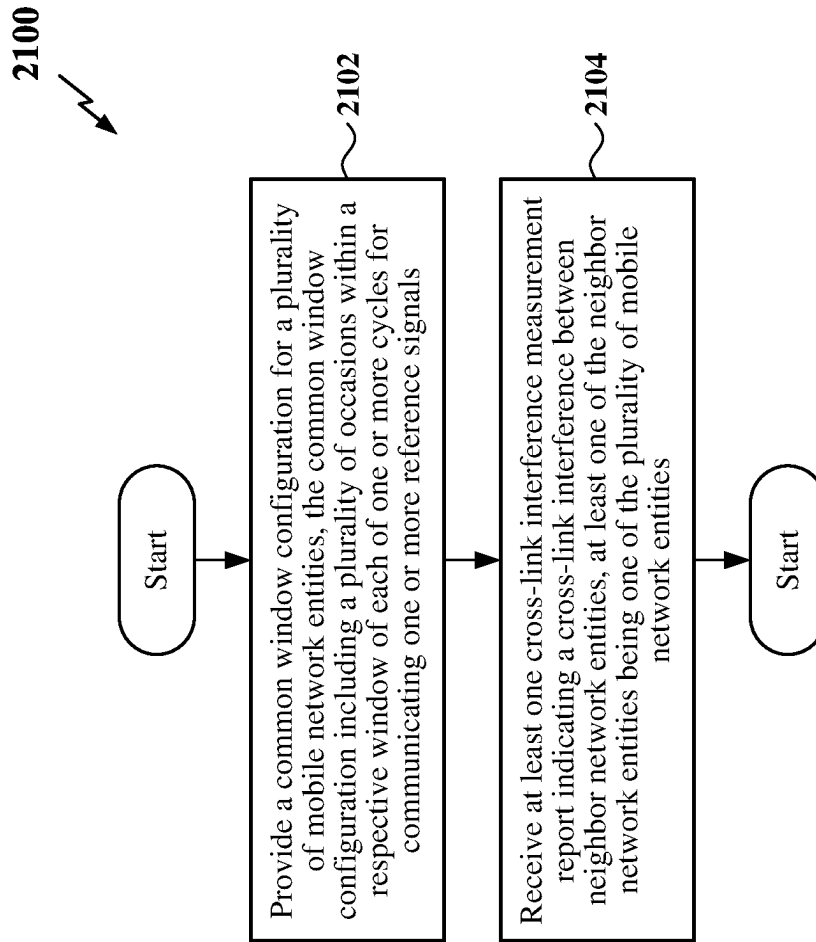 2100
Start
Provide a common window configuration for a plurality
of mobile network entities, the common window
configuration including a plurality of occasions within a
respective window of each of one or more cycles for
communicating one or more reference signals
2102
Receive at least one cross-link interference measurement
report indicating a cross-link interference between
neighbor network entities, at least one of the neighbor
network entities being one of the plurality of mobile
network entities
2104
Start